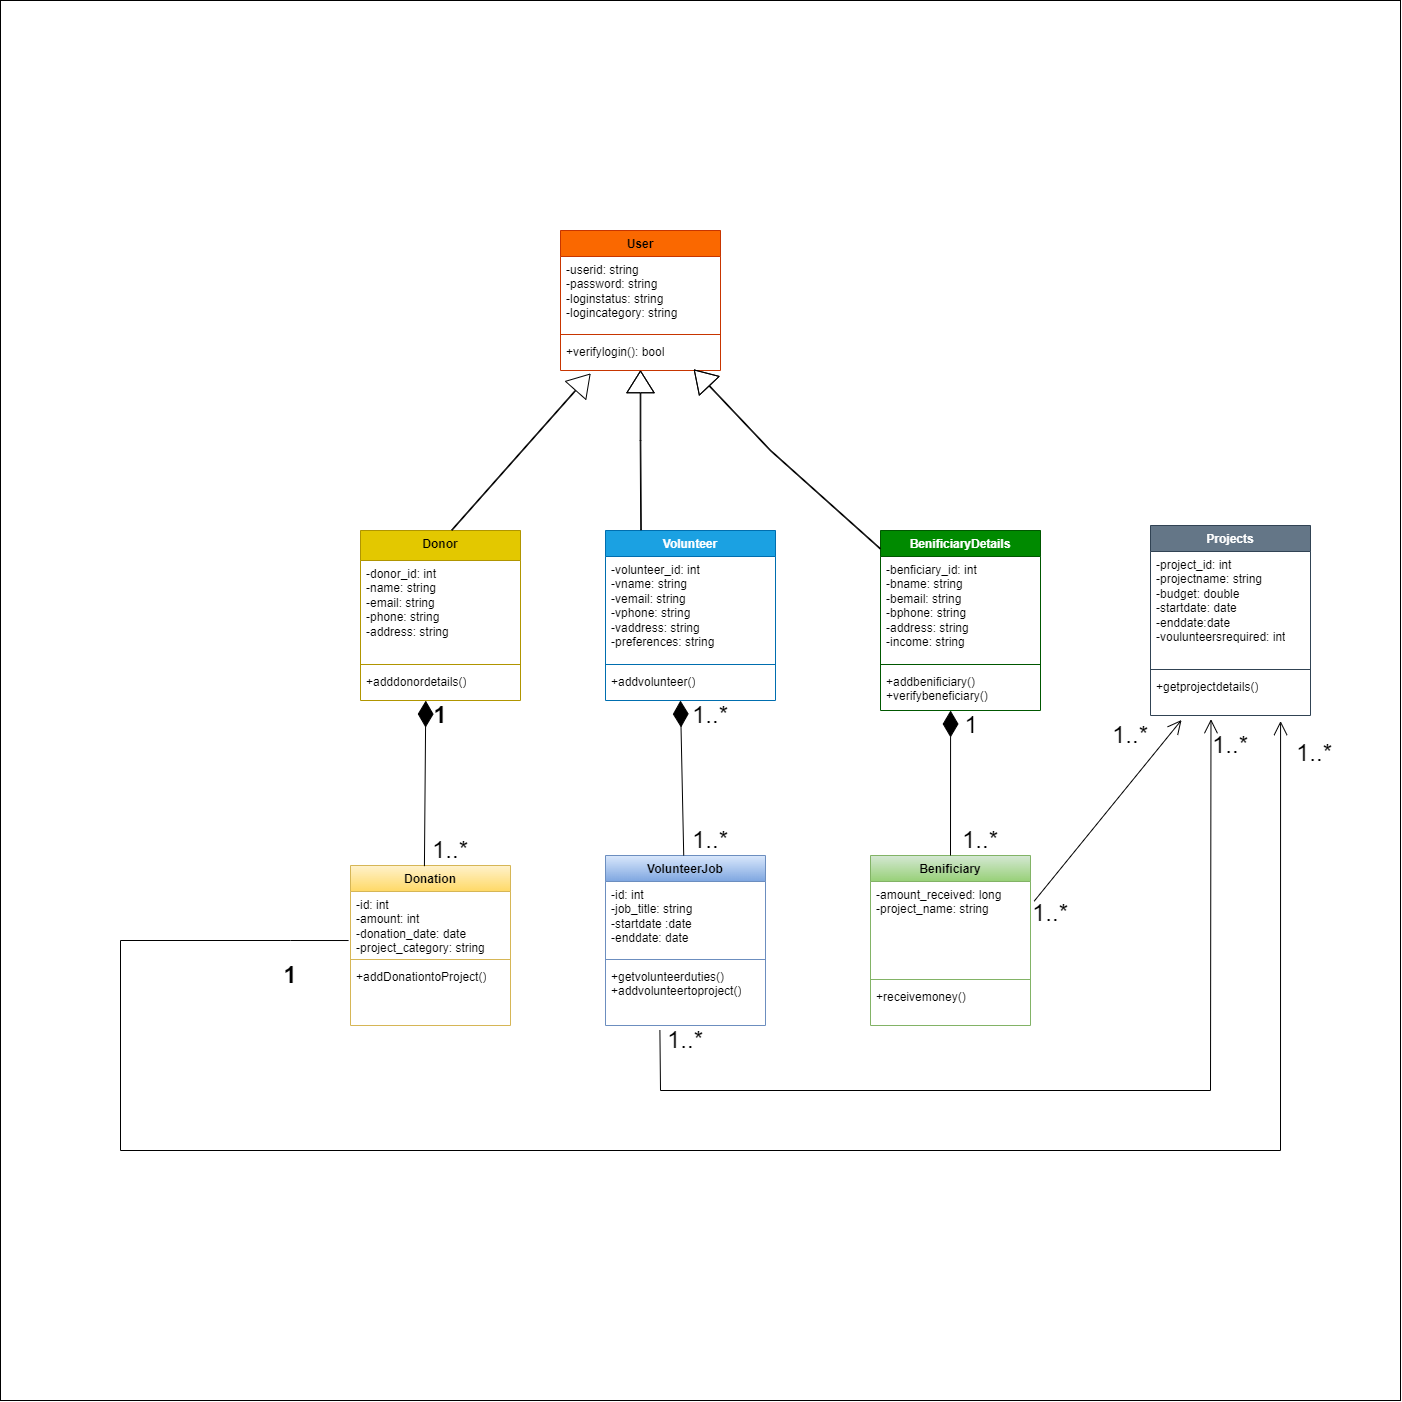 User
-userid: string
-password: string
-loginstatus: string
-logincategory: string
+verifylogin(): bool
Donor
-donor_id: int
-name: string
-email: string
-phone: string
-address: string
+adddonordetails()
1
Volunteer
-volunteer_id: int
-vname: string
-vemail: string
-vphone: string
-vaddress: string
-preferences: string
+addvolunteer()
1..*
BenificiaryDetails
-benficiary_id: int
-bname: string
-bemail: string
-bphone: string
-address: string
-income: string
+addbenificiary()
+verifybeneficiary()
1
Projects
-project_id: int
-projectname: string
-budget: double
-startdate: date
-enddate:date
-voulunteersrequired: int
+getprojectdetails()
1..*
1..*
1..*
1..*
Donation
-id: int
-amount: int
-donation_date: date
-project_category: string
+addDonationtoProject()
1
1..*
VolunteerJob
-id: int
-job_title: string
-startdate :date
-enddate: date
+getvolunteerduties()
+addvolunteertoproject()
1..*
1..*
Benificiary
-amount_received: long
-project_name: string
+receivemoney()
1..*